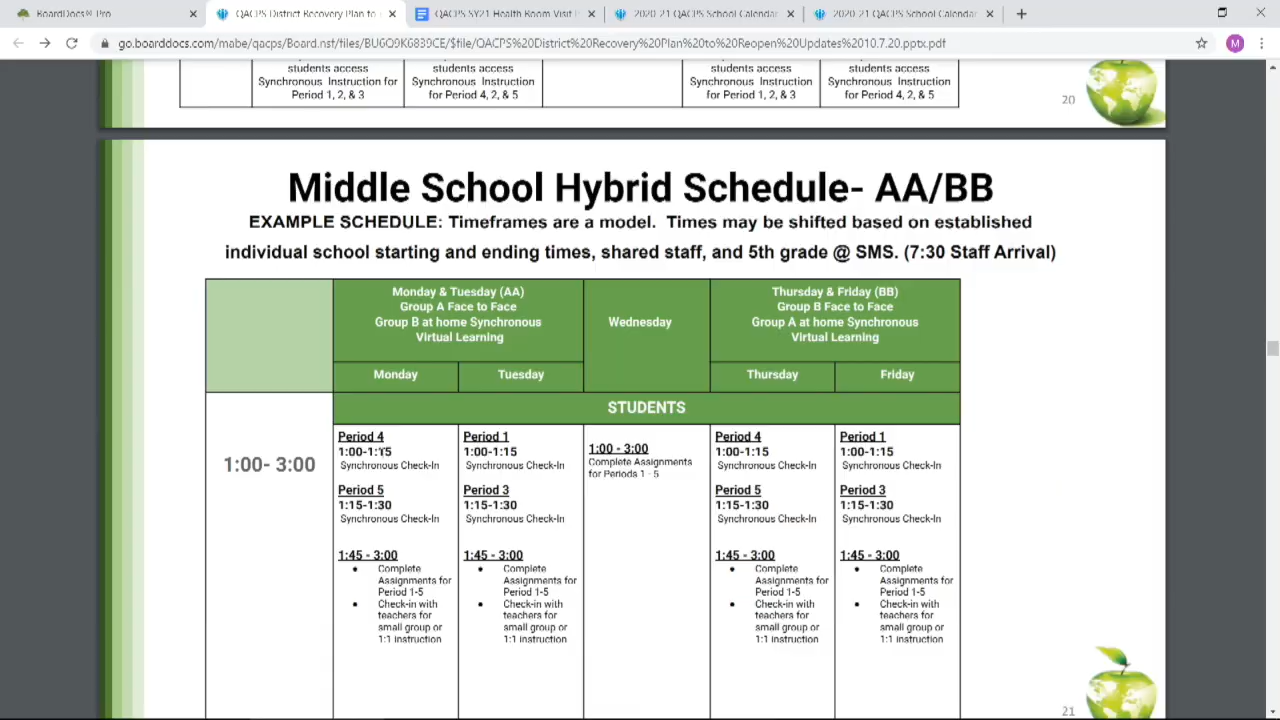 BoardDocs® Pro
QACPS District Recovery Plan to
QACPS SY21 Health Room Visit P
2020-21 QACPS School Calendar
2020-21 QACPS School Calendar
go.boarddocs.com/mabe/qacps/Board.nsf/files/BU6Q9K6839CE/$file/QACPS%20District%20Recovery%20Plan%20to%20Reopen%20Updates%2010.7.20.pptx.pdf
M
students access
Synchronous Instruction for
Period 1, 2, & 3
students access
Synchronous Instruction
for Period 4, 2, & 5
students access
Synchronous Instruction
for Period 1, 2, & 3
students access
Synchronous Instruction
for Period 4, 2, & 5
20
Middle School Hybrid Schedule- AA/BB
EXAMPLE SCHEDULE: Timeframes are a model. Times may be shifted based on established
individual school starting and ending times, shared staff, and 5th grade @ SMS. (7:30 Staff Arrival)
Monday & Tuesday (AA)
Group A Face to Face
Group B at home Synchronous
Virtual Learning
Wednesday
Thursday & Friday (BB)
Group B Face to Face
Group A at home Synchronous
Virtual Learning
Monday
Tuesday
Thursday
Friday
STUDENTS
1:00- 3:00
Period 4
1:00-1:15
Synchronous Check-In
Period 5
1:15-1:30
Synchronous Check-In
1:45 - 3:00
• Complete
Assignments for
Period 1-5
• Check-in with
teachers for
small group or
1:1 instruction
Period 1
1:00-1:15
Synchronous Check-In
Period 3
1:15-1:30
Synchronous Check-In
1:45 - 3:00
• Complete
Assignments for
Period 1-5
• Check-in with
teachers for
small group or
1:1 instruction
1:00 - 3:00
Complete Assignments
for Periods 1 - 5
Period 4
1:00-1:15
Synchronous Check-In
Period 5
1:15-1:30
Synchronous Check-In
1:45 - 3:00
• Complete
Assignments for
Period 1-5
• Check-in with
teachers for
small group or
1:1 instruction
Period 1
1:00-1:15
Synchronous Check-In
Period 3
1:15-1:30
Synchronous Check-In
1:45 - 3:00
• Complete
Assignments for
Period 1-5
• Check-in with
teachers for
small group or
1:1 instruction
21